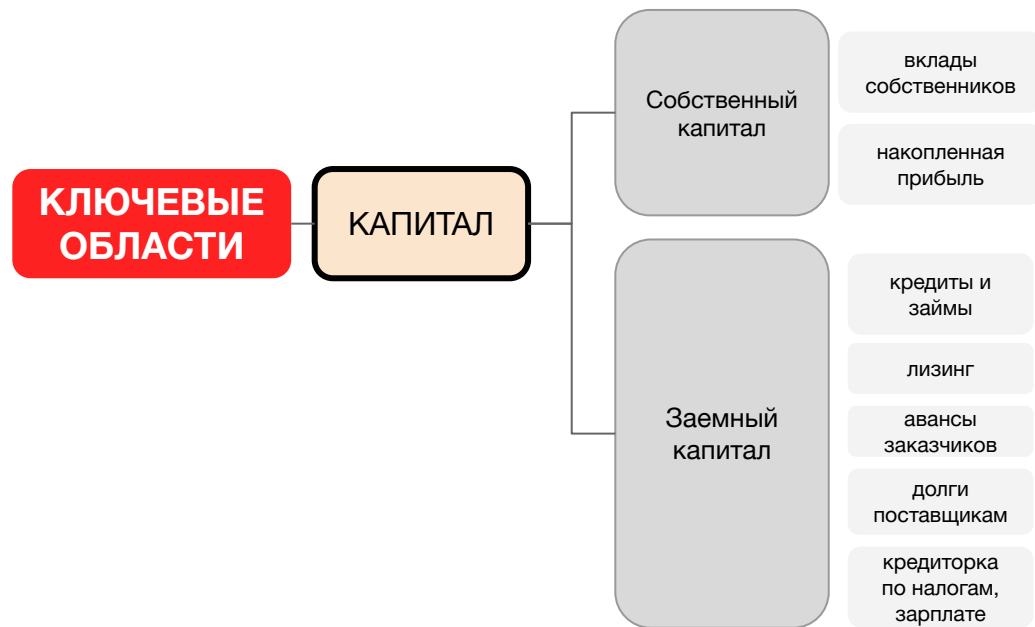 КЛЮЧЕВЫЕ
ОБЛАСТИ
КАПИТАЛ
Собственный
капитал
вклады
собственников
накопленная
прибыль
Заемный
капитал
кредиты и
займы
лизинг
авансы
заказчиков
долги
поставщикам
кредиторка
по налогам,
зарплате